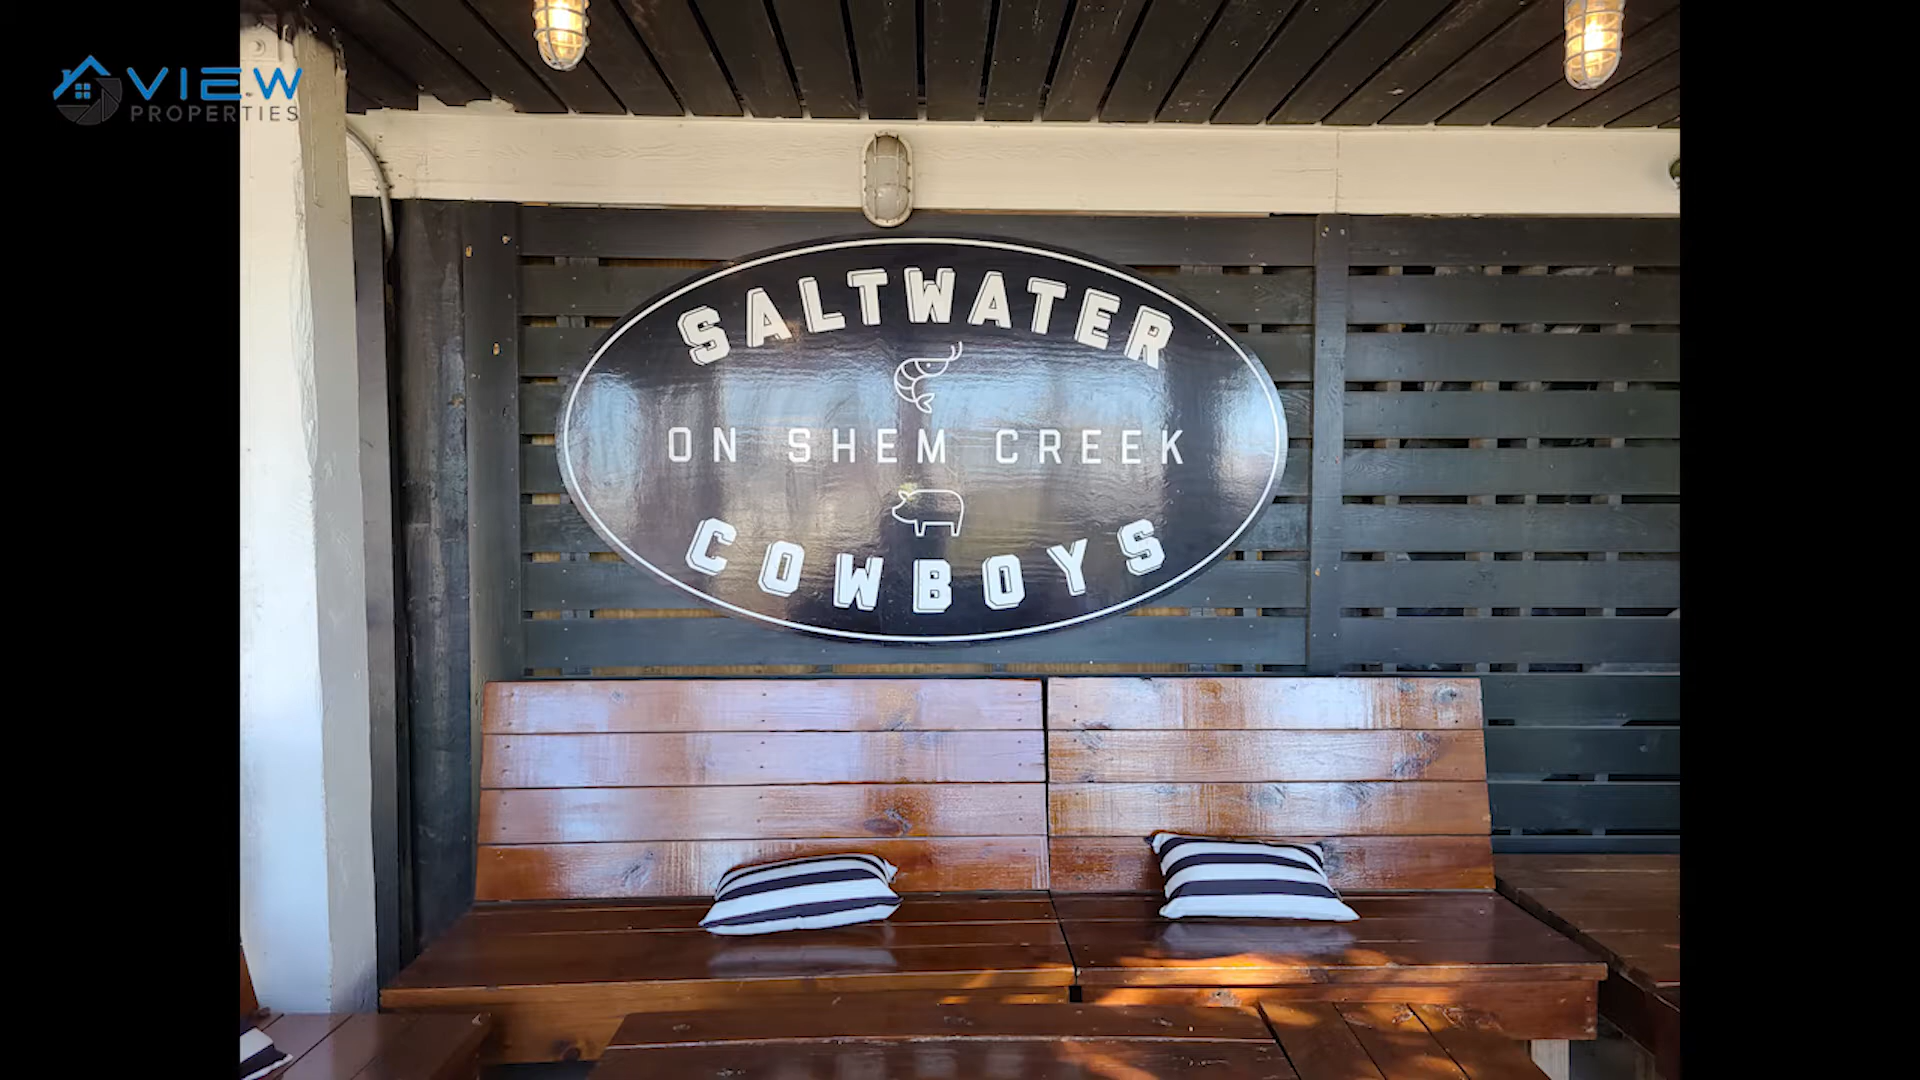 VIEW
PROPERTIES
SALTWATER
ON SHEM CREEK
COWBOYS